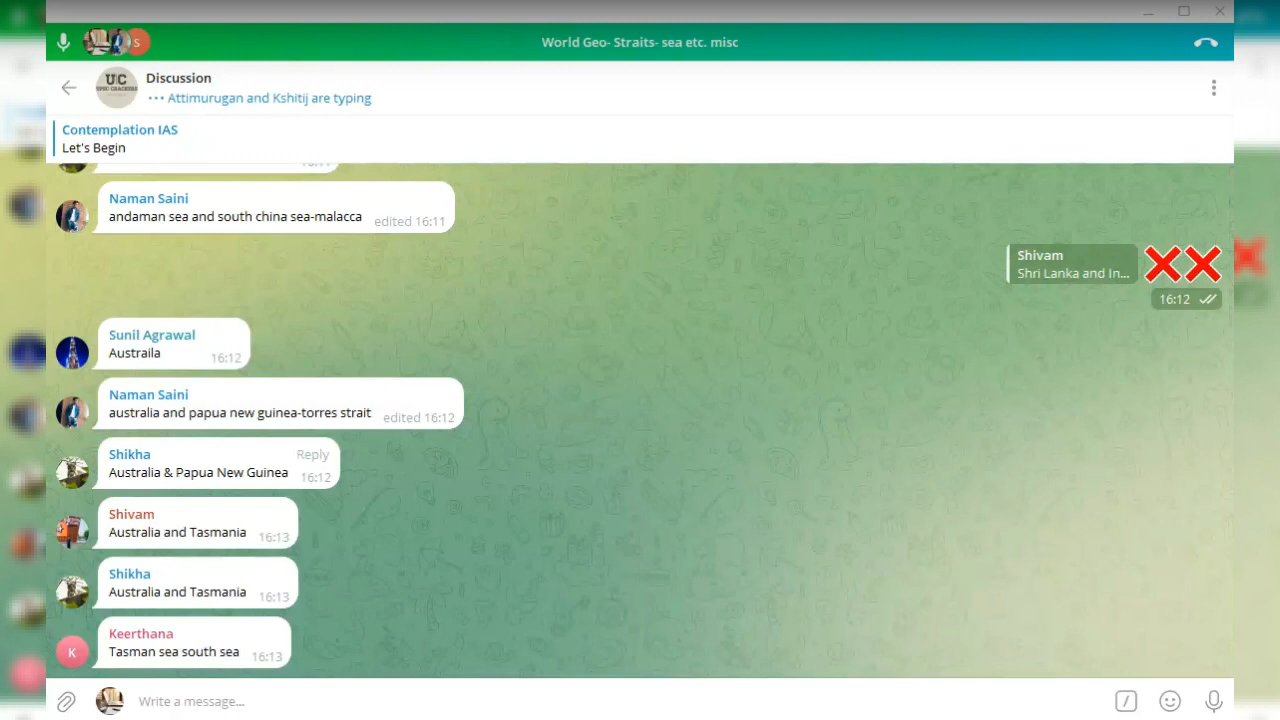 S
World Geo- Straits- sea etc. misc
UC
Discussion
Attimurugan and Kshitij are typing
Contemplation IAS
Let's Begin
Naman Saini
andaman sea and south china sea-malacca edited 16:11
Shivam
Shri Lanka and In...
16:12
Sunil Agrawal
Austraila 16:12
Naman Saini
australia and papua new guinea-torres strait edited 16:12
Shikha Reply
Australia & Papua New Guinea 16:12
Shivam
Australia and Tasmania 16:13
Shikha
Australia and Tasmania 16:13
Keerthana
K Tasman sea south sea 16:13
Write a message...